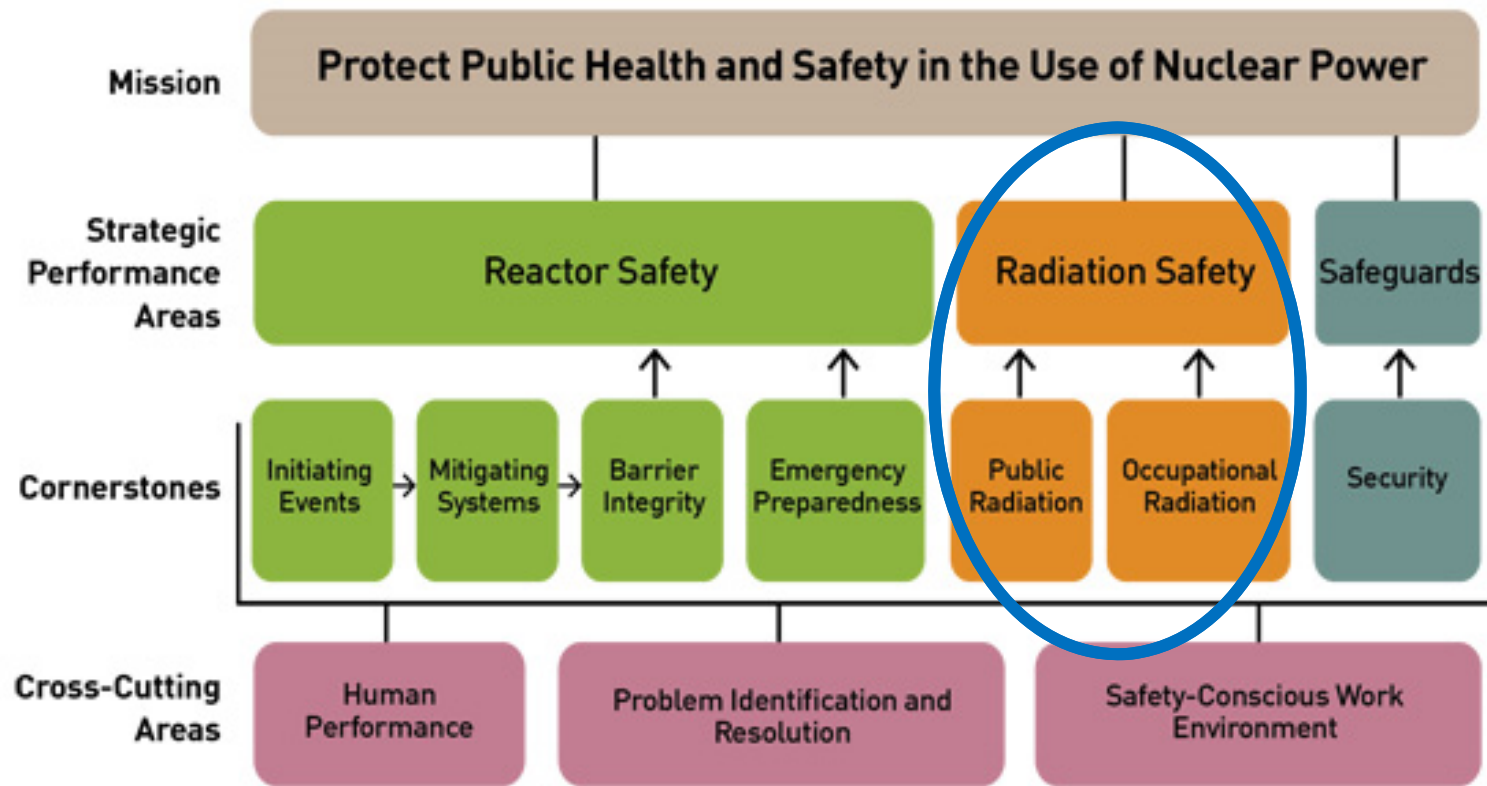 Mission
Protect Public Health and Safety in the Use of Nuclear Power
Strategic
Performance
Areas
Reactor Safety
Radiation Safety
Safeguards
Cornerstones
Initiating
Events
Mitigating
Systems
Barrier
Integrity
Emergency
Preparedness
Public
Radiation
Occupational
Radiation
Security
Cross-Cutting
Areas
Human
Performance
Problem Identification and
Resolution
Safety-Conscious Work
Environment